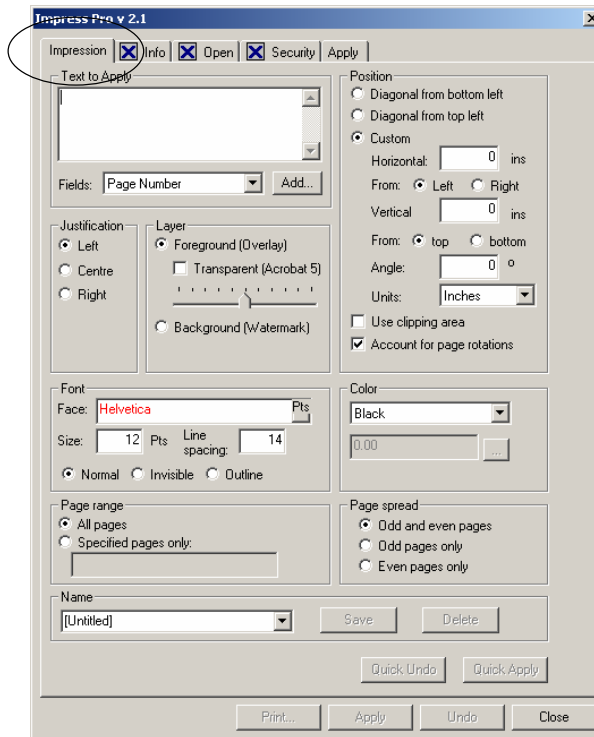 Impress Pro v 2.1
Impression Info Open Security Apply
Text to Apply
Fields: Page Number Add...
Position
Diagonal from bottom left
Diagonal from top left
Custom
Horizontal: 0 ins
From: Left Right
Vertical 0 ins
From: top bottom
Angle: 0 °
Units: Inches
Use clipping area
Account for page rotations
Justification
Left
Centre
Right
Layer
Foreground (Overlay)
Transparent (Acrobat 5)
Background (Watermark)
Font
Face: Helvetica Pts
Size: 12 Pts Line spacing: 14
Normal Invisible Outline
Color
Black
0.00 ...
Page range
All pages
Specified pages only:
Page spread
Odd and even pages
Odd pages only
Even pages only
Name
[Untitled] Save Delete
Quick Undo Quick Apply
Print... Apply Undo Close